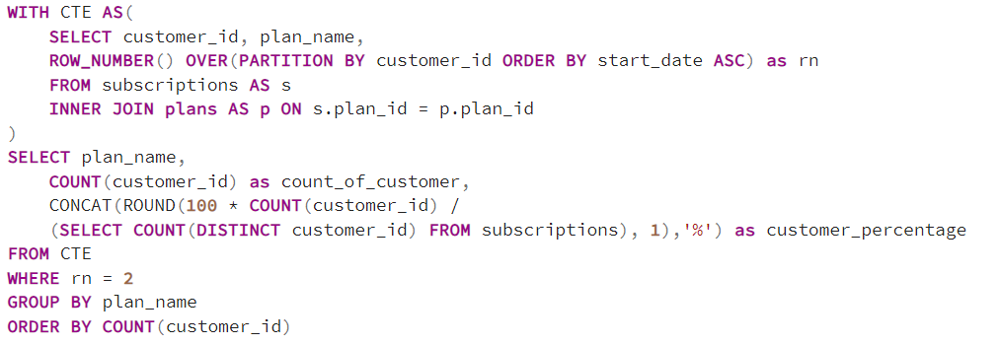 WITH CTE AS(
    SELECT customer_id, plan_name,
    ROW_NUMBER() OVER(PARTITION BY customer_id ORDER BY start_date ASC) as rn
    FROM subscriptions AS s
    INNER JOIN plans AS p ON s.plan_id = p.plan_id
)
SELECT plan_name,
    COUNT(customer_id) as count_of_customer,
    CONCAT(ROUND(100 * COUNT(customer_id) /
    (SELECT COUNT(DISTINCT customer_id) FROM subscriptions), 1),'%') as customer_percentage
FROM CTE
WHERE rn = 2
GROUP BY plan_name
ORDER BY COUNT(customer_id)